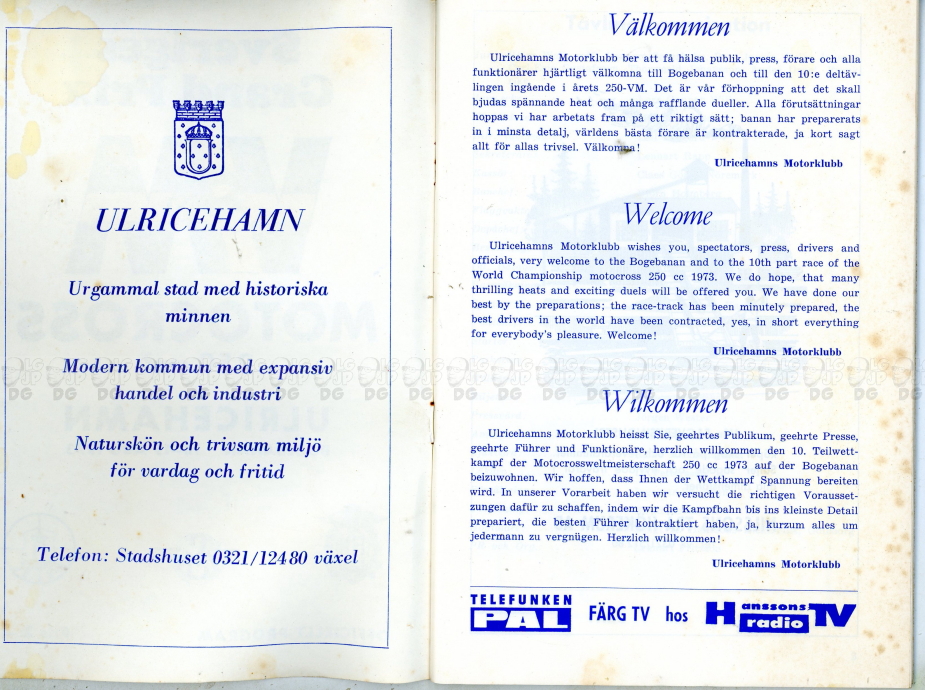 ULRICEHAMN
Urgammal stad med historiska
minnen
Modern kommun med expansiv
handel och industri
Naturskön och trivsam miljö
för vardag och fritid
Telefon: Stadshuset 0321/12480 växel
Välkommen
Ulricehamns Motorklubb ber att få hälsa publik, press, förare och alla
funktionärer hjärtligt välkomna till Bogebanan och till den 10:e deltäv-
lingen ingående i årets 250-VM. Det är vår förhoppning att det skall
bjudas spännande heat och många rafflande dueller. Alla förutsättningar
hoppas vi har arbetats fram på ett riktigt sätt; banan har preparerats
in i minsta detalj, världens bästa förare är kontrakterade, ja kort sagt
allt för allas trivsel. Välkomna!
Ulricehamns Motorklubb
Welcome
Ulricehamns Motorklubb wishes you, spectators, press, drivers and
officials, very welcome to the Bogebanan and to the 10th part race of the
World Championship motocross 250 cc 1973. We do hope, that many
thrilling heats and exciting duels will be offered you. We have done our
best by the preparations; the race-track has been minutely prepared, the
best drivers in the world have been contracted, yes, in short everything
for everybody's pleasure. Welcome!
Ulricehamns Motorklubb
Wilkommen
Ulricehamns Motorklubb heisst Sie, geehrtes Publikum, geehrte Presse,
geehrte Führer und Funktionäre, herzlich willkommen den 10. Teilwett-
kampf der Motocrossweltmeisterschaft 250 cc 1973 auf der Bogebanan
beizuwohnen. Wir hoffen, dass Ihnen der Wettkampf Spannung bereiten
wird. In unserer Vorarbeit haben wir versucht die richtigen Vorausset-
zungen dafür zu schaffen, indem wir die Kampfbahn bis ins kleinste Detail
prepariert, die besten Führer kontraktiert haben, ja, kurzum alles um
jedermann zu vergnügen. Herzlich willkommen!
Ulricehamns Motorklubb
TELEFUNKEN
PAL
FÄRG TV hos
Hanssons
radio TV